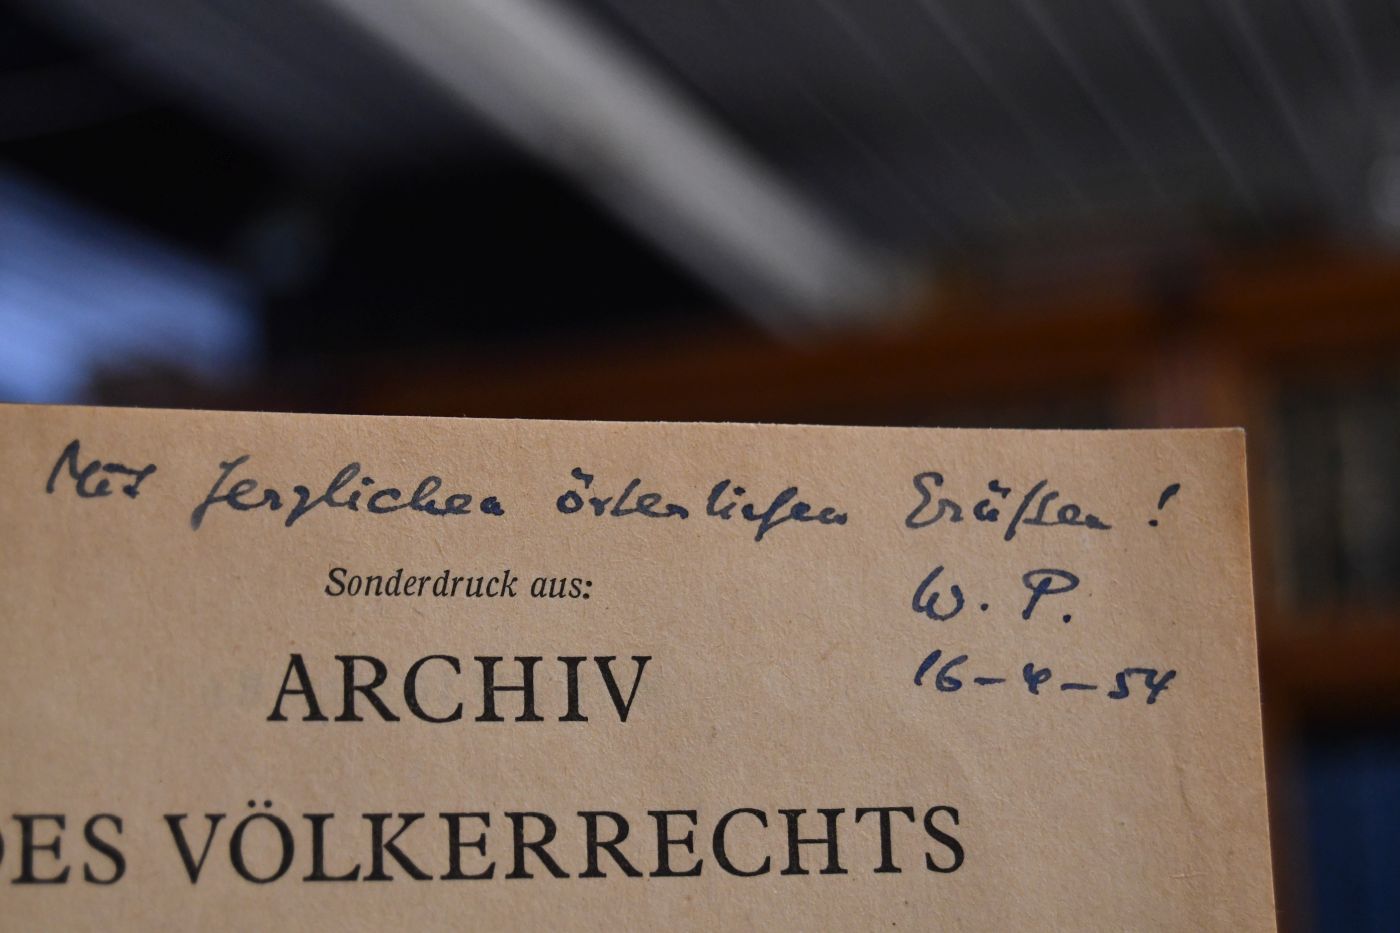 Mit herzlichen österlichen Grüßen!
Sonderdruck aus:
W. P.
ARCHIV
16-4-54
DES VÖLKERRECHTS